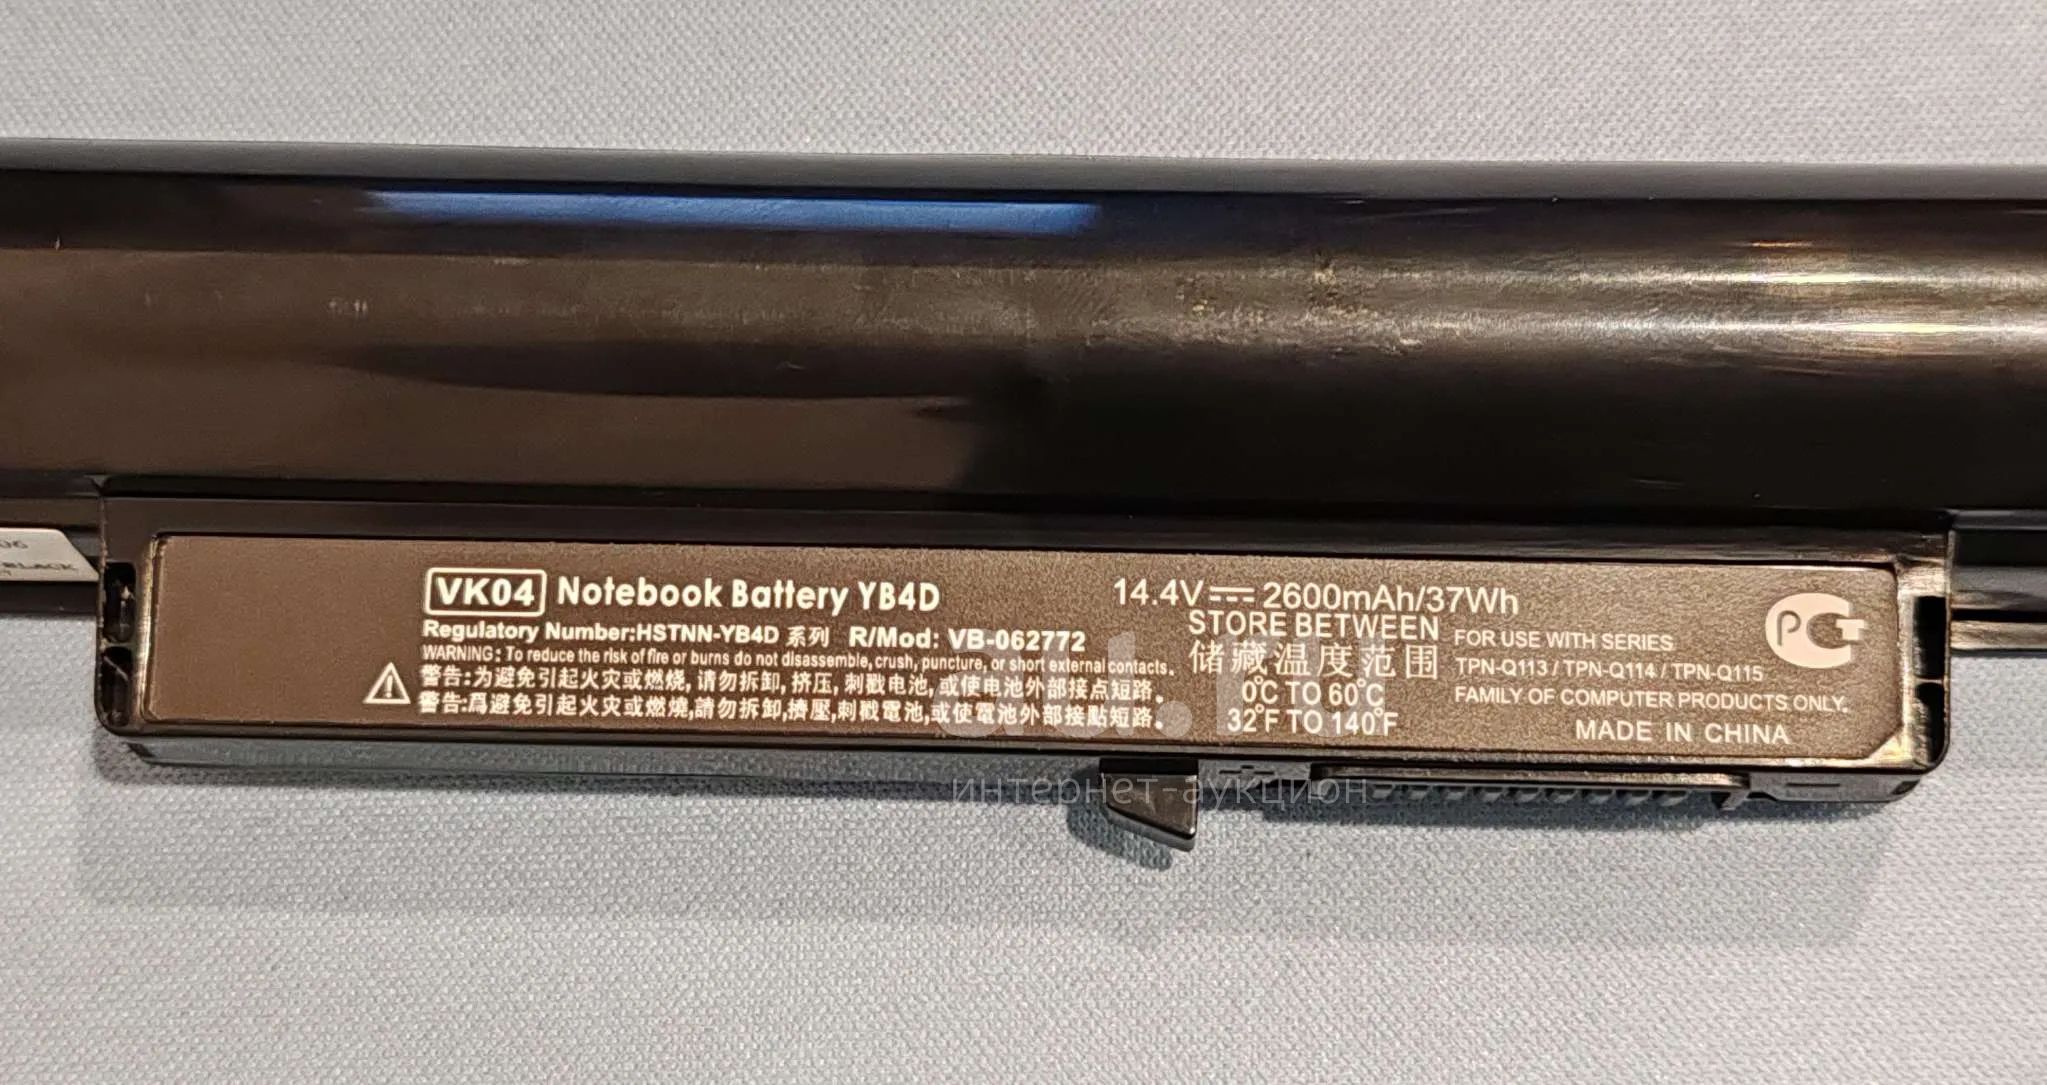 VK04 Notebook Battery YB4D
Regulatory Number:HSTNN-YB4D 系列 R/Mod: VB-062772
WARNING: To reduce the risk of fire or burns do not disassemble, crush, puncture, or short external contacts.
警告:为避免引起火灾或燃烧,请勿拆卸,挤压,刺戳电池,或使电池外部接点短路。
警告:爲避免引起火災或燃燒,請勿拆卸,擠壓,刺戳電池,或使電池外部接點短路。
14.4V 2600mAh/37Wh
STORE BETWEEN
储藏温度范围
0°C TO 60°C
32°F TO 140°F
FOR USE WITH SERIES
TPN-Q113 / TPN-Q114 / TPN-Q115
FAMILY OF COMPUTER PRODUCTS ONLY.
MADE IN CHINA
РСТ
06
BLACK
au.ru
интернет-аукцион